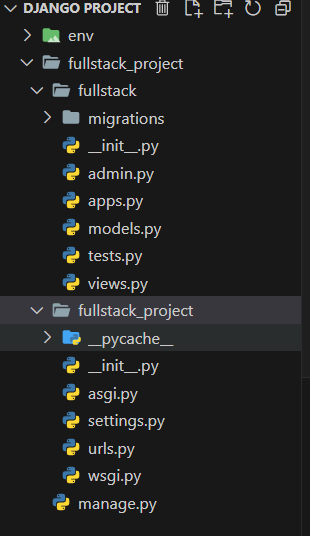 DJANGO PROJECT
env
fullstack_project
fullstack
migrations
__init__.py
admin.py
apps.py
models.py
tests.py
views.py
fullstack_project
__pycache__
__init__.py
asgi.py
settings.py
urls.py
wsgi.py
manage.py